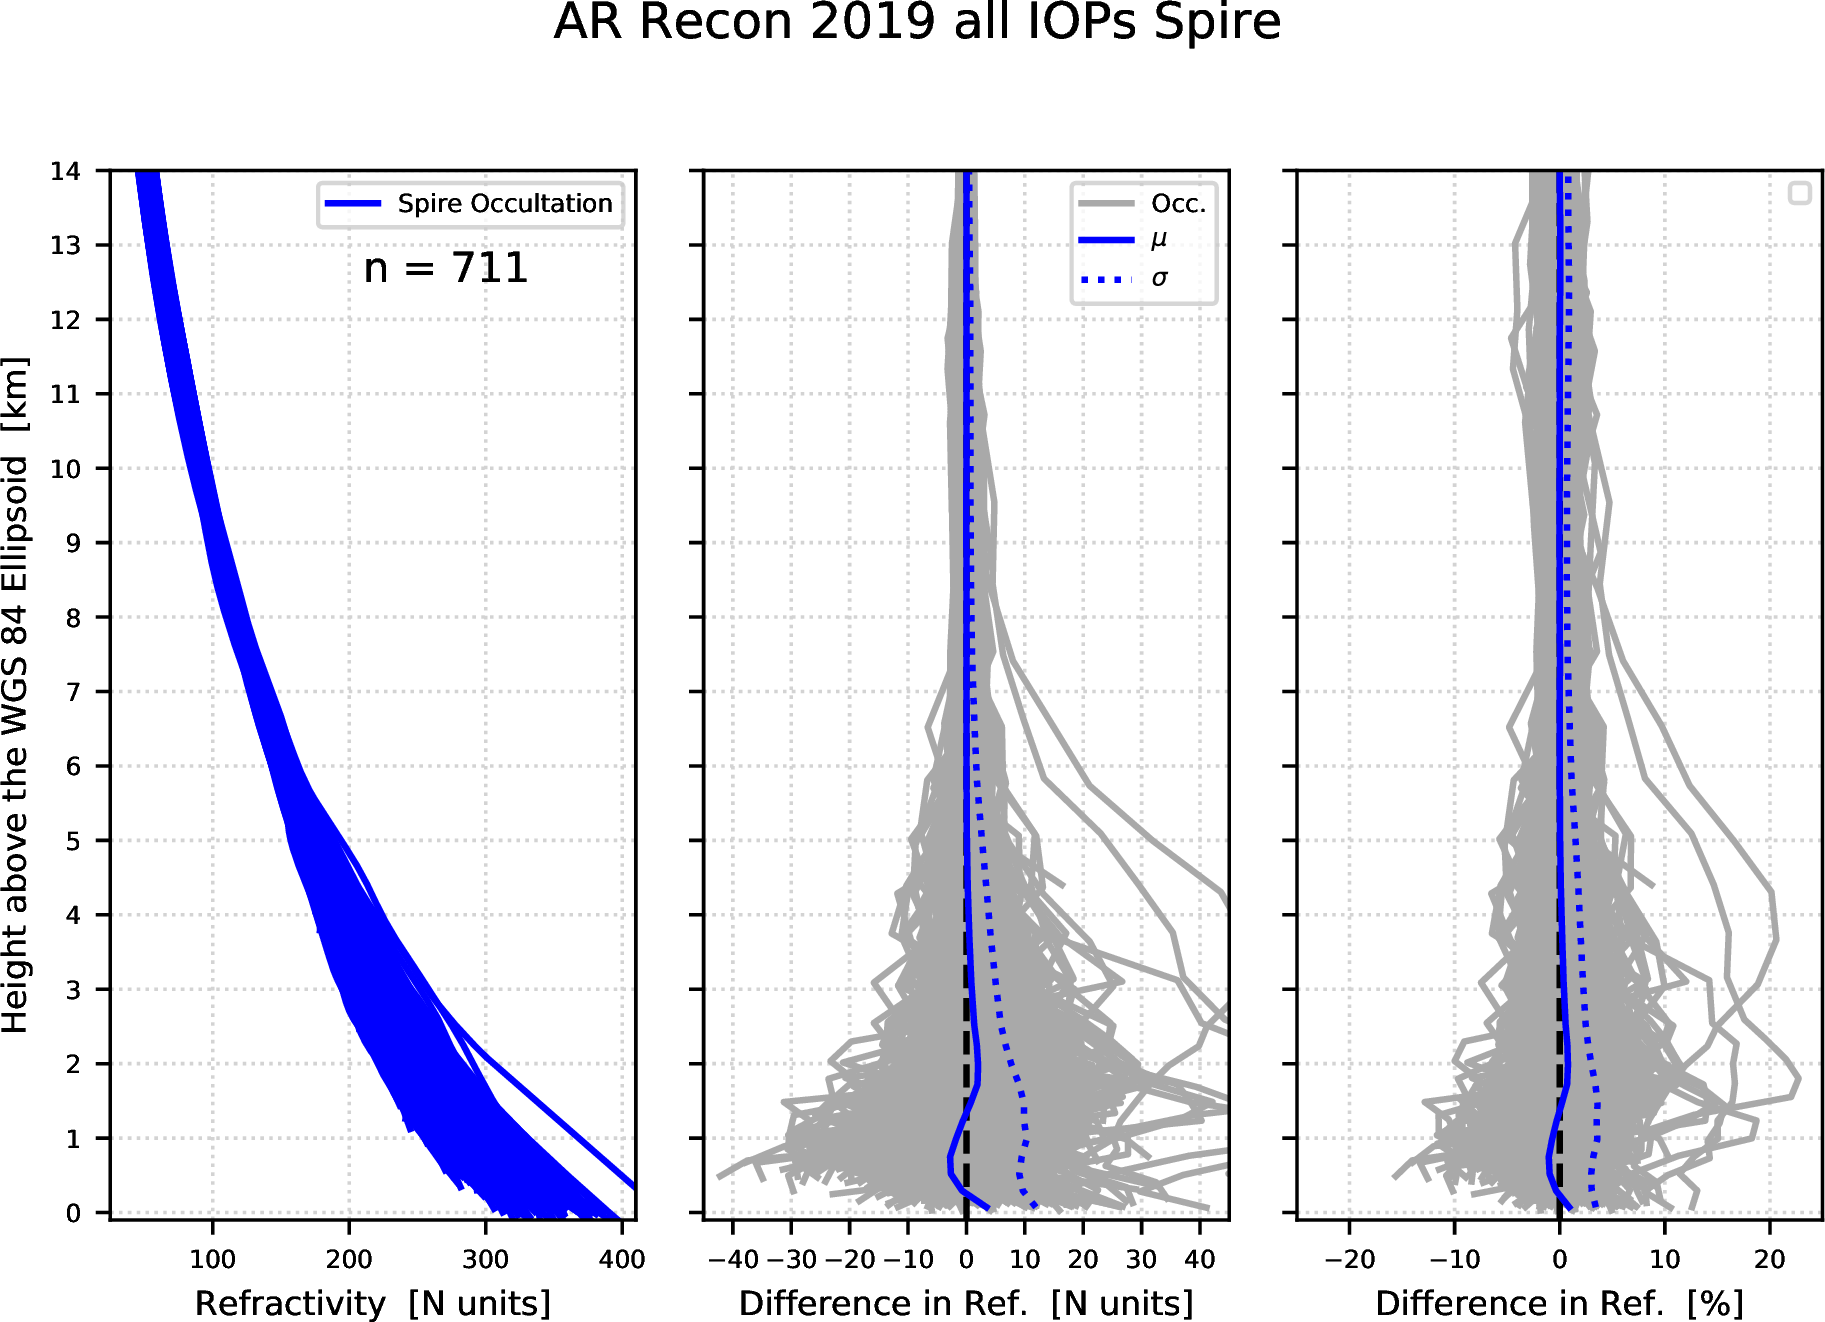 AR Recon 2019 all IOPs Spire
Height above the WGS 84 Ellipsoid [km]
14
13
12
11
10
9
8
7
6
5
4
3
2
1
0
Spire Occultation
n = 711
100 200 300 400
Refractivity [N units]
Occ.
μ
σ
−40 −30 −20 −10 0 10 20 30 40
Difference in Ref. [N units]
−20 −10 0 10 20
Difference in Ref. [%]